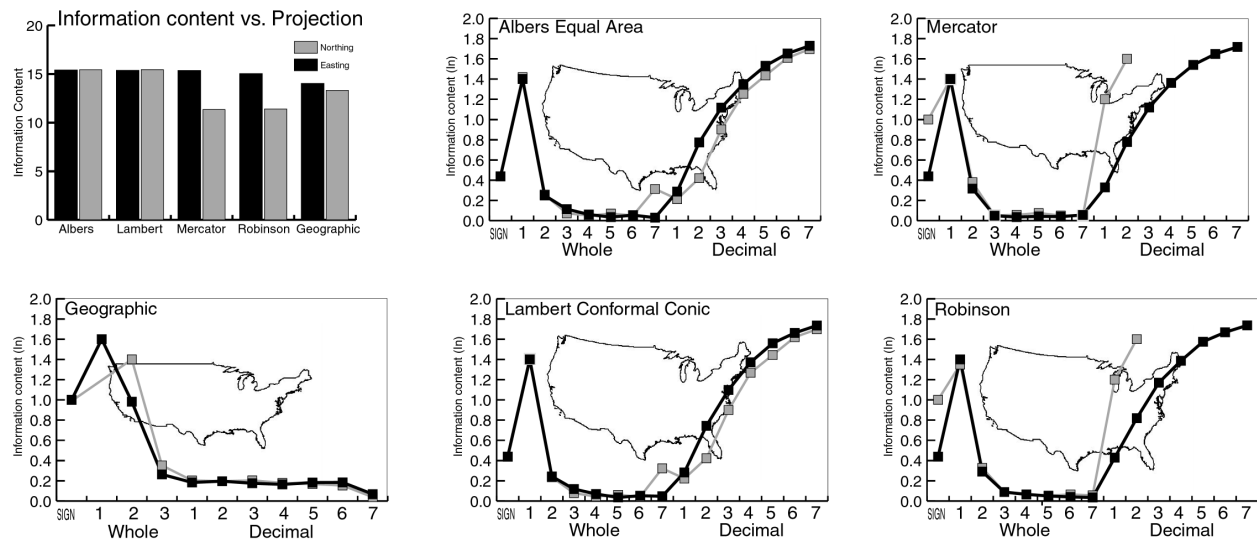 Information content vs. Projection
20
15
10
5
0
Information Content
Northing
Easting
Albers Lambert Mercator Robinson Geographic
Albers Equal Area
2.0
1.8
1.6
1.4
1.2
1.0
0.8
0.6
0.4
0.2
0.0
Information content (ln)
SIGN 1 2 3 4 5 6 7 1 2 3 4 5 6 7
Whole Decimal
Mercator
2.0
1.8
1.6
1.4
1.2
1.0
0.8
0.6
0.4
0.2
0.0
Information content (ln)
SIGN 1 2 3 4 5 6 7 1 2 3 4 5 6 7
Whole Decimal
Geographic
2.0
1.8
1.6
1.4
1.2
1.0
0.8
0.6
0.4
0.2
0.0
Information content (ln)
SIGN 1 2 3 1 2 3 4 5 6 7
Whole Decimal
Lambert Conformal Conic
2.0
1.8
1.6
1.4
1.2
1.0
0.8
0.6
0.4
0.2
0.0
Information content (ln)
SIGN 1 2 3 4 5 6 7 1 2 3 4 5 6 7
Whole Decimal
Robinson
2.0
1.8
1.6
1.4
1.2
1.0
0.8
0.6
0.4
0.2
0.0
Information content (ln)
SIGN 1 2 3 4 5 6 7 1 2 3 4 5 6 7
Whole Decimal